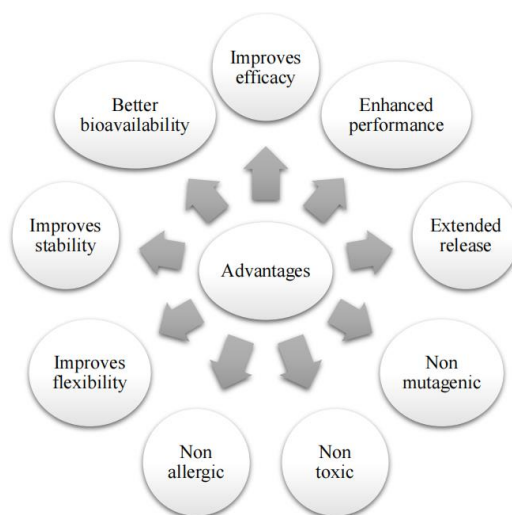 Improves
efficacy
Enhanced
performance
Extended
release
Non
mutagenic
Non
toxic
Non
allergic
Improves
flexibility
Improves
stability
Better
bioavailability
Advantages